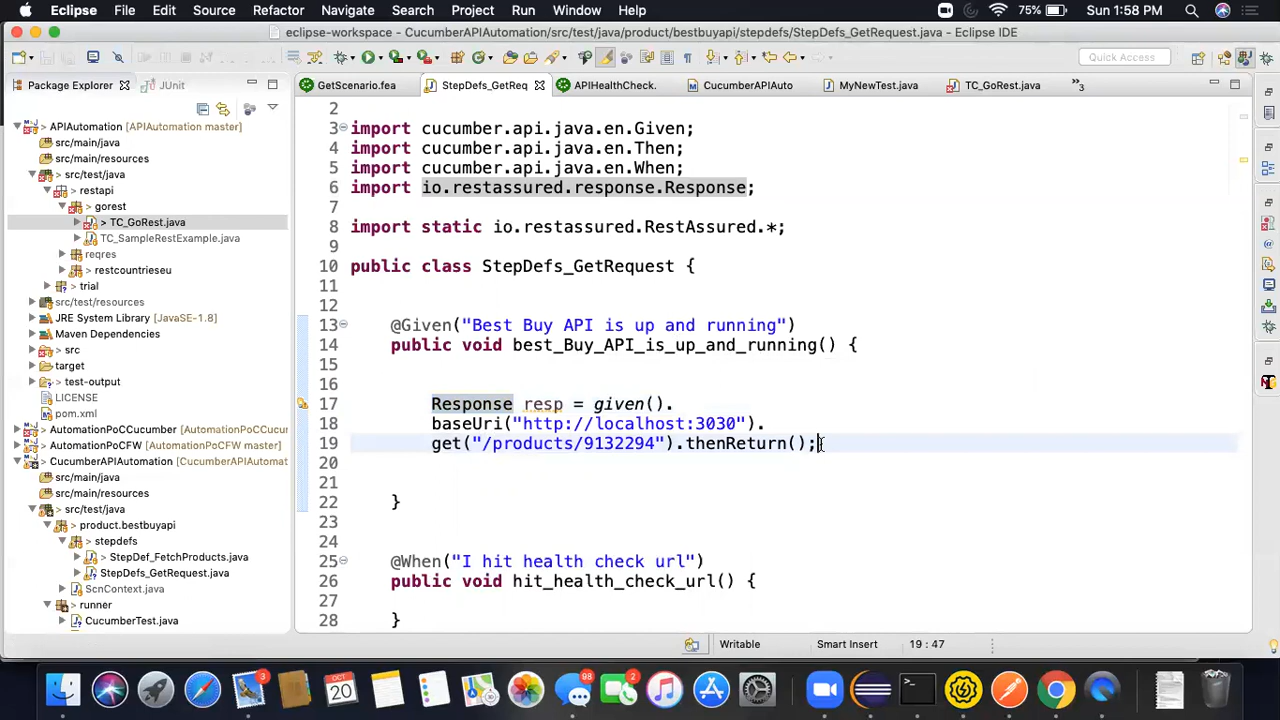 Eclipse File Edit Source Refactor Navigate Search Project Run Window Help 75% Sun 1:58 PM
eclipse-workspace - CucumberAPIAutomation/src/test/java/product/bestbuyapi/stepdefs/StepDefs_GetRequest.java - Eclipse IDE
Quick Access
Package Explorer JUnit
GetScenario.fea StepDefs_GetReq APIHealthCheck. CucumberAPIAuto MyNewTest.java TC_GoRest.java »3
> APIAutomation [APIAutomation master]
src/main/java
src/main/resources
> src/test/java
> restapi
> gorest
> TC_GoRest.java
TC_SampleRestExample.java
> reqres
> restcountrieseu
> trial
src/test/resources
JRE System Library [JavaSE-1.8]
Maven Dependencies
> src
> target
> test-output
LICENSE
pom.xml
> AutomationPoCCucumber [AutomationPoCCucu
> AutomationPoCFW [AutomationPoCFW master]
> CucumberAPIAutomation [CucumberAPIAutomat
src/main/java
src/main/resources
> src/test/java
> product.bestbuyapi
> stepdefs
> StepDef_FetchProducts.java
StepDefs_GetRequest.java
> ScnContext.java
> runner
CucumberTest.java
2
3 import cucumber.api.java.en.Given;
4 import cucumber.api.java.en.Then;
5 import cucumber.api.java.en.When;
6 import io.restassured.response.Response;
7
8 import static io.restassured.RestAssured.*;
9
10 public class StepDefs_GetRequest {
11
12
13 @Given("Best Buy API is up and running")
14 public void best_Buy_API_is_up_and_running() {
15
16
17 Response resp = given().
18 baseUri("http://localhost:3030").
19 get("/products/9132294").thenReturn();
20
21
22 }
23
24
25 @When("I hit health check url")
26 public void hit_health_check_url() {
27
28 }
Writable Smart Insert 19 : 47
3 OCT 20 98 2